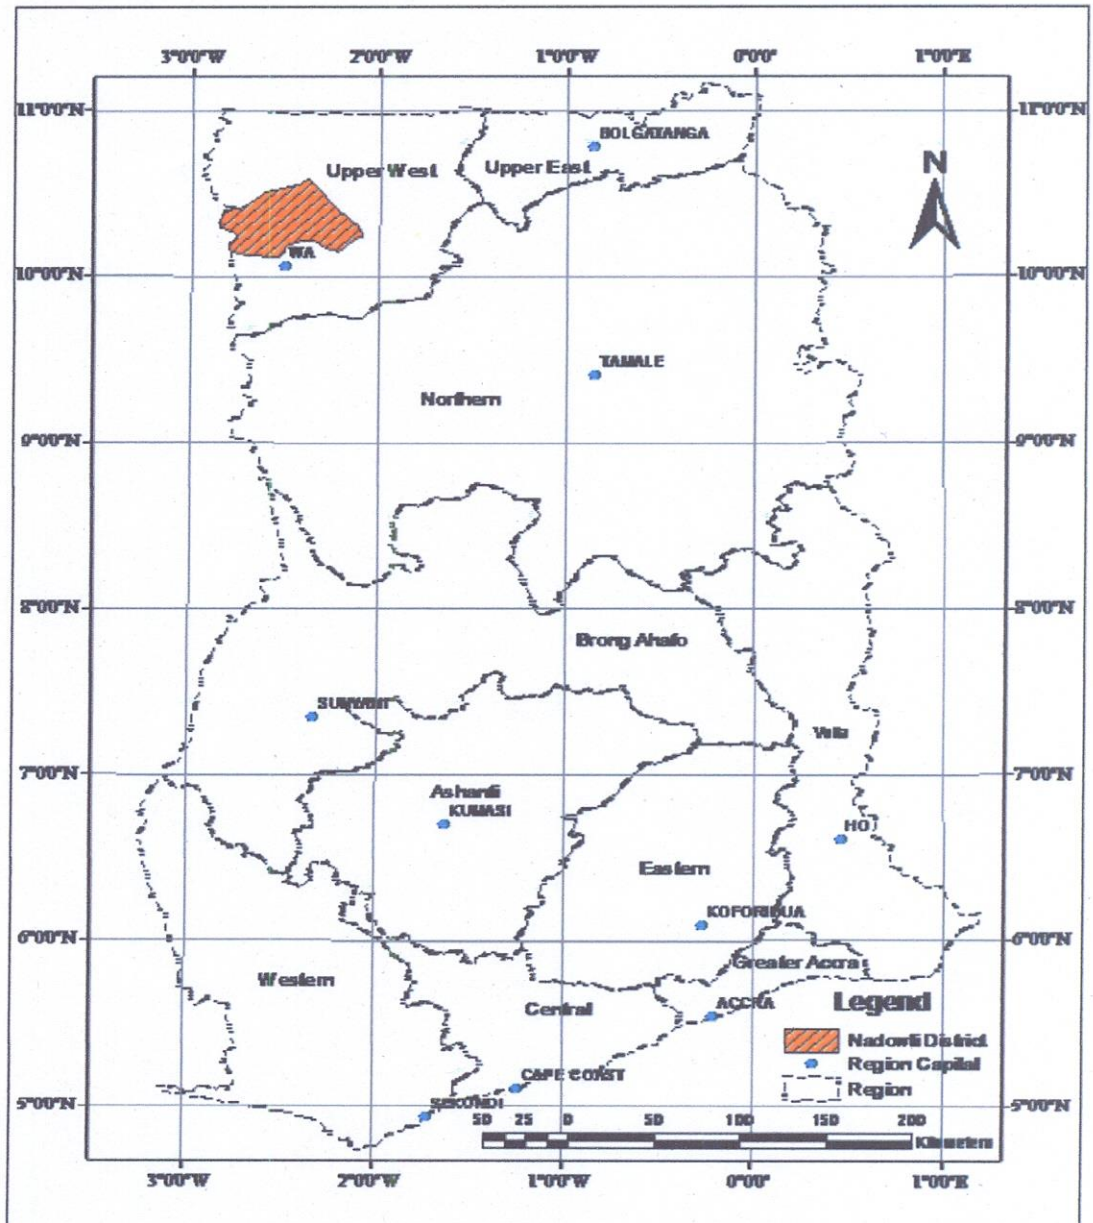 3°0'0"W 2°0'0"W 1°0'0"W 0°0'0" 1°0'0"E
11°0'0"N 11°0'0"N
BOLGATANGA
Upper West Upper East
N
WA
10°0'0"N 10°0'0"N
TAMALE
Northern
9°0'0"N 9°0'0"N
8°0'0"N 8°0'0"N
Brong Ahafo
SUNYANI
Volta
7°0'0"N 7°0'0"N
Ashanti
KUMASI
HO
Eastern
KOFORIDUA
6°0'0"N 6°0'0"N
Greater Accra
Western
Legend
Central
ACCRA
Nadowli District
Region Capital
CAPE COAST
Region
SEKONDI
5°0'0"N 5°0'0"N
50 25 0 50 100 150 200
Kilometers
3°0'0"W 2°0'0"W 1°0'0"W 0°0'0" 1°0'0"E